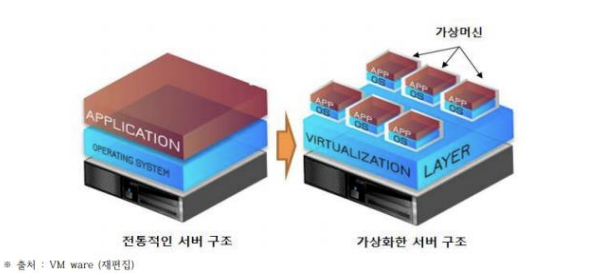 가상머신
APP
OS
APP
OS
APP
OS
APP
OS
APP
OS
APP
OS
APPLICATION
OPERATING SYSTEM
VIRTUALIZATION LAYER
전통적인 서버 구조
가상화한 서버 구조
※ 출처 : VM ware (재편집)